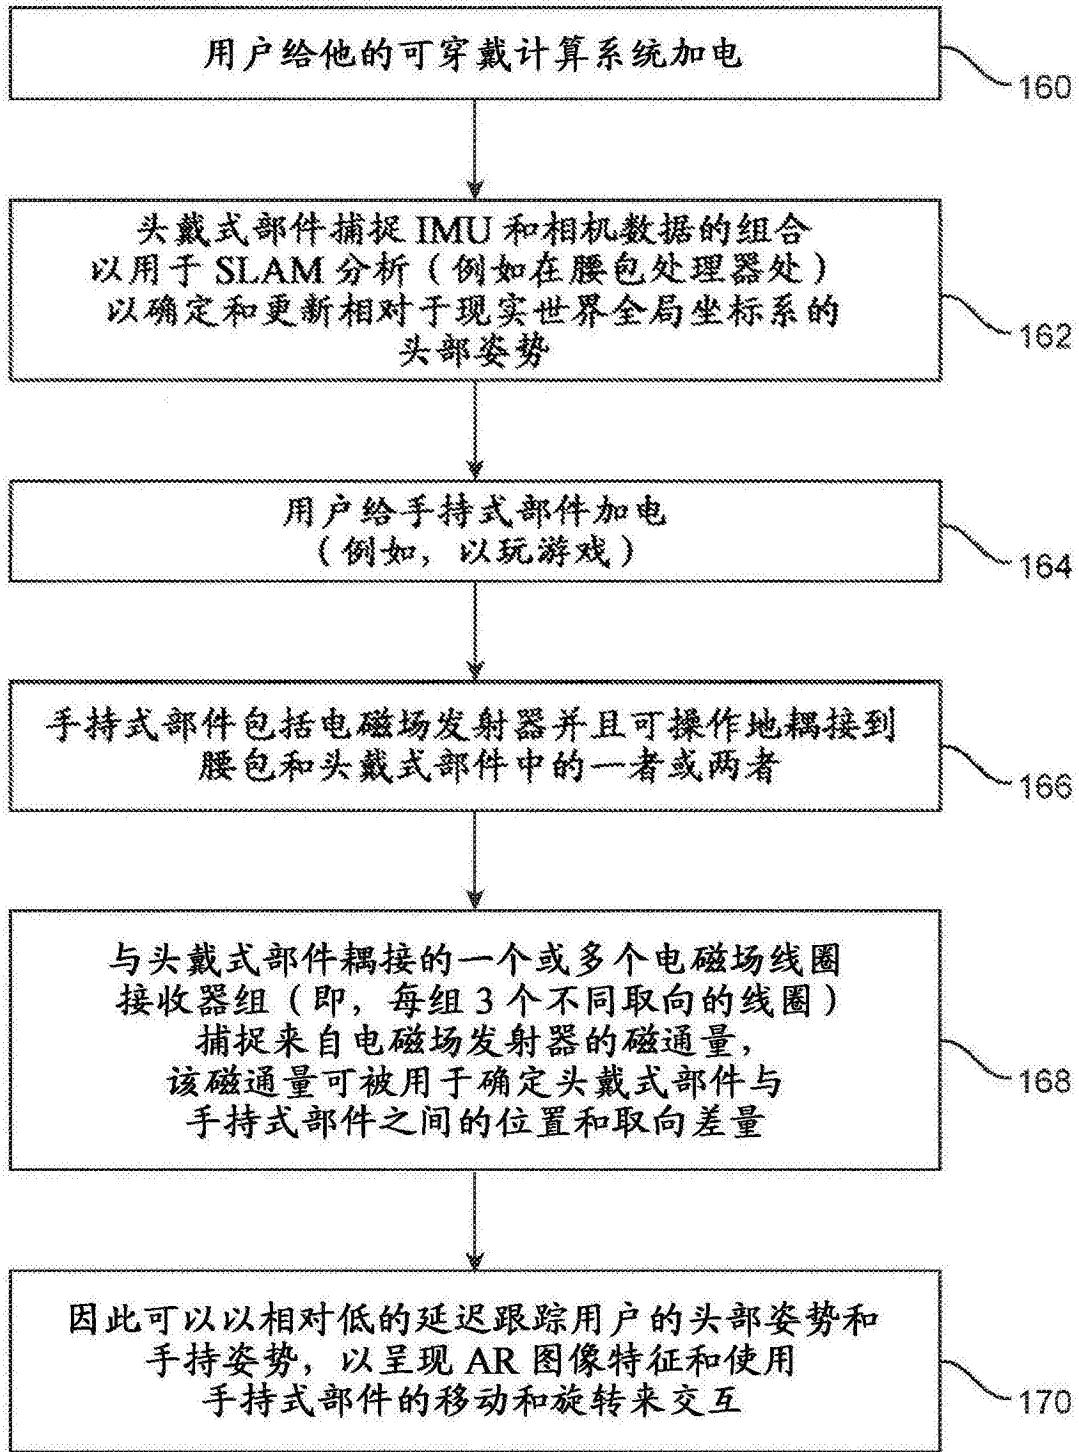 用户给他的可穿戴计算系统加电
160
头戴式部件捕捉 IMU 和相机数据的组合
以用于 SLAM 分析（例如在腰包处理器处）
以确定和更新相对于现实世界全局坐标系的
头部姿势
162
用户给手持式部件加电
（例如，以玩游戏）
164
手持式部件包括电磁场发射器并且可操作地耦接到
腰包和头戴式部件中的一者或两者
166
与头戴式部件耦接的一个或多个电磁场线圈
接收器组（即，每组 3 个不同取向的线圈）
捕捉来自电磁场发射器的磁通量，
该磁通量可被用于确定头戴式部件与
手持式部件之间的位置和取向差量
168
因此可以以相对低的延迟跟踪用户的头部姿势和
手持姿势，以呈现 AR 图像特征和使用
手持式部件的移动和旋转来交互
170